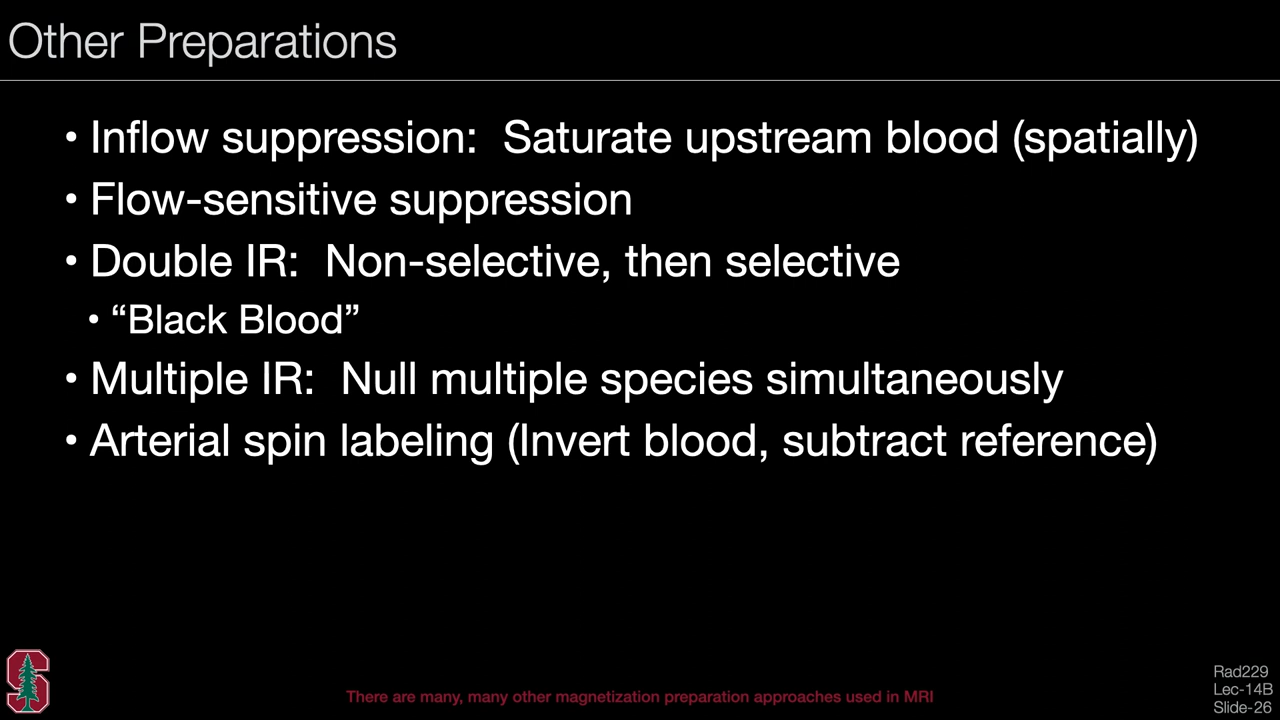 Other Preparations
• Inflow suppression:  Saturate upstream blood (spatially)
• Flow-sensitive suppression
• Double IR:  Non-selective, then selective
• “Black Blood”
• Multiple IR:  Null multiple species simultaneously
• Arterial spin labeling (Invert blood, subtract reference)
There are many, many other magnetization preparation approaches used in MRI
Rad229
Lec-14B
Slide-26